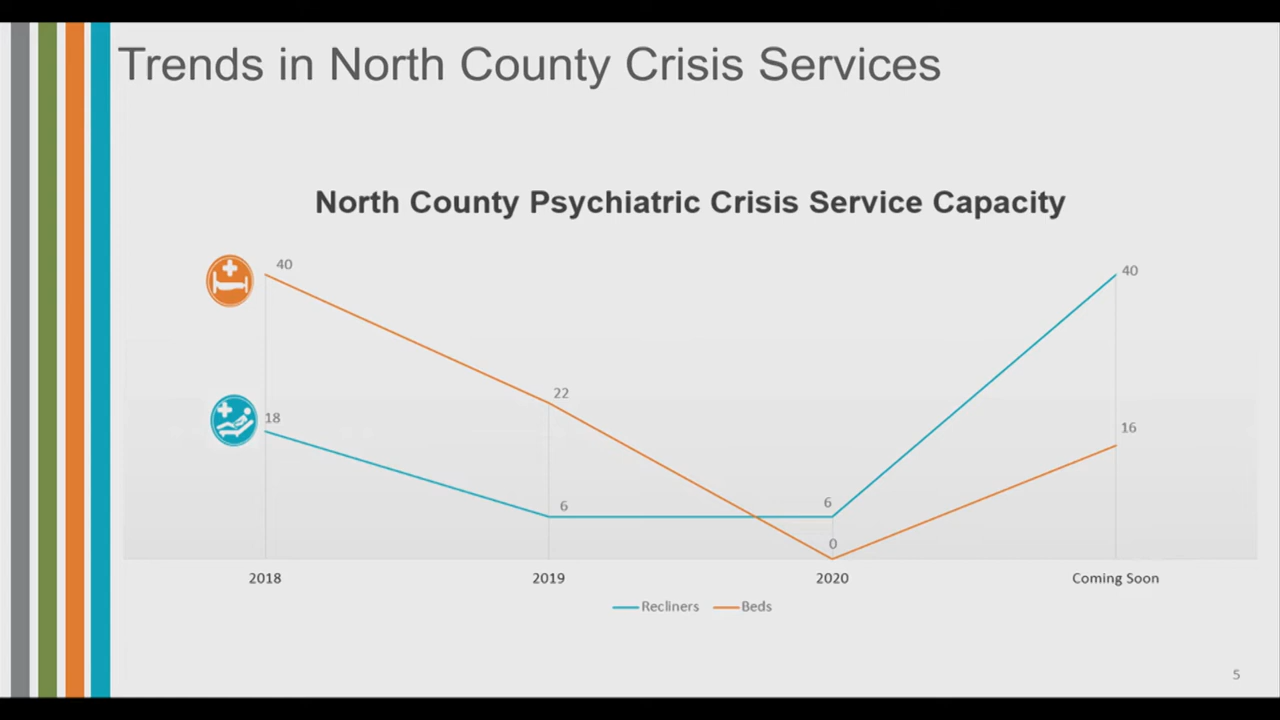 Trends in North County Crisis Services
North County Psychiatric Crisis Service Capacity
40
40
22
18
16
6
6
0
2018
2019
2020
Coming Soon
Recliners
Beds
5